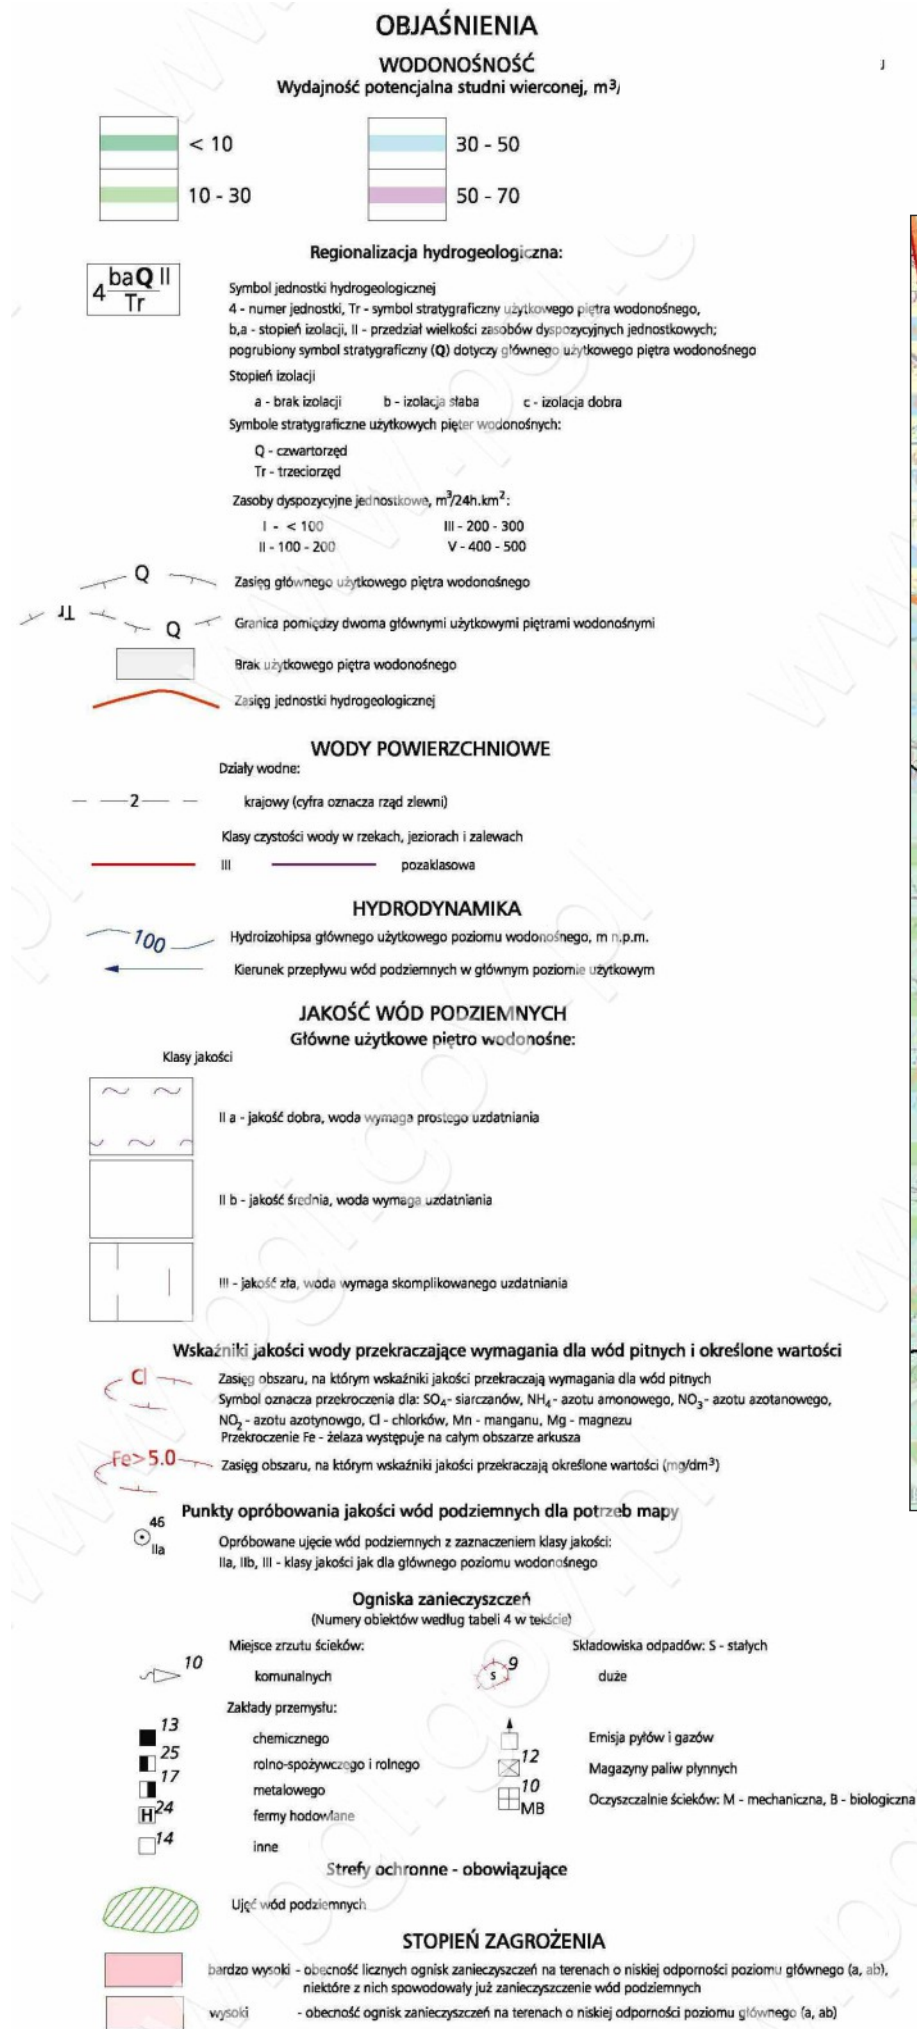 OBJAŚNIENIA
WODONOŚNOŚĆ
Wydajność potencjalna studni wierconej, m³/
< 10
30 - 50
10 - 30
50 - 70
Regionalizacja hydrogeologiczna:
4 baQ II
Tr
Symbol jednostki hydrogeologicznej
4 - numer jednostki, Tr - symbol stratygraficzny użytkowego piętra wodonośnego,
b,a - stopień izolacji, II - przedział wielkości zasobów dyspozycyjnych jednostkowych;
pogrubiony symbol stratygraficzny (Q) dotyczy głównego użytkowego piętra wodonośnego
Stopień izolacji
a - brak izolacji b - izolacja słaba c - izolacja dobra
Symbole stratygraficzne użytkowych pięter wodonośnych:
Q - czwartorzęd
Tr - trzeciorzęd
Zasoby dyspozycyjne jednostkowe, m³/24h.km²:
I - < 100 III - 200 - 300
II - 100 - 200 V - 400 - 500
Q
Zasięg głównego użytkowego piętra wodonośnego
Tr
Q
Granica pomiędzy dwoma głównymi użytkowymi piętrami wodonośnymi
Brak użytkowego piętra wodonośnego
Zasięg jednostki hydrogeologicznej
WODY POWIERZCHNIOWE
Działy wodne:
2
krajowy (cyfra oznacza rząd zlewni)
Klasy czystości wody w rzekach, jeziorach i zalewach
III pozaklasowa
HYDRODYNAMIKA
100
Hydroizohipsa głównego użytkowego poziomu wodonośnego, m n.p.m.
Kierunek przepływu wód podziemnych w głównym poziomie użytkowym
JAKOŚĆ WÓD PODZIEMNYCH
Główne użytkowe piętro wodonośne:
Klasy jakości
II a - jakość dobra, woda wymaga prostego uzdatniania
II b - jakość średnia, woda wymaga uzdatniania
III - jakość zła, woda wymaga skomplikowanego uzdatniania
Wskaźniki jakości wody przekraczające wymagania dla wód pitnych i określone wartości
Cl
Zasięg obszaru, na którym wskaźniki jakości przekraczają wymagania dla wód pitnych
Symbol oznacza przekroczenia dla: SO₄- siarczanów, NH₄- azotu amonowego, NO₃- azotu azotanowego,
NO₂- azotu azotynowgo, Cl - chlorków, Mn - manganu, Mg - magnezu
Przekroczenie Fe - żelaza występuje na całym obszarze arkusza
Fe>5.0
Zasięg obszaru, na którym wskaźniki jakości przekraczają określone wartości (mg/dm³)
Punkty opróbowania jakości wód podziemnych dla potrzeb mapy
46
IIa
Opróbowane ujęcie wód podziemnych z zaznaczeniem klasy jakości:
IIa, IIb, III - klasy jakości jak dla głównego poziomu wodonośnego
Ogniska zanieczyszczeń
(Numery obiektów według tabeli 4 w tekście)
Miejsce zrzutu ścieków:
Składowiska odpadów: S - stałych
10
komunalnych
S 9
duże
Zakłady przemysłu:
13
chemicznego
Emisja pyłów i gazów
25
rolno-spożywczego i rolnego
12
Magazyny paliw płynnych
17
metalowego
10
MB
Oczyszczalnie ścieków: M - mechaniczna, B - biologiczna
H 24
fermy hodowlane
14
inne
Strefy ochronne - obowiązujące
Ujęć wód podziemnych
STOPIEŃ ZAGROŻENIA
bardzo wysoki - obecność licznych ognisk zanieczyszczeń na terenach o niskiej odporności poziomu głównego (a, ab),
niektóre z nich spowodowały już zanieczyszczenie wód podziemnych
wysoki - obecność ognisk zanieczyszczeń na terenach o niskiej odporności poziomu głównego (a, ab)